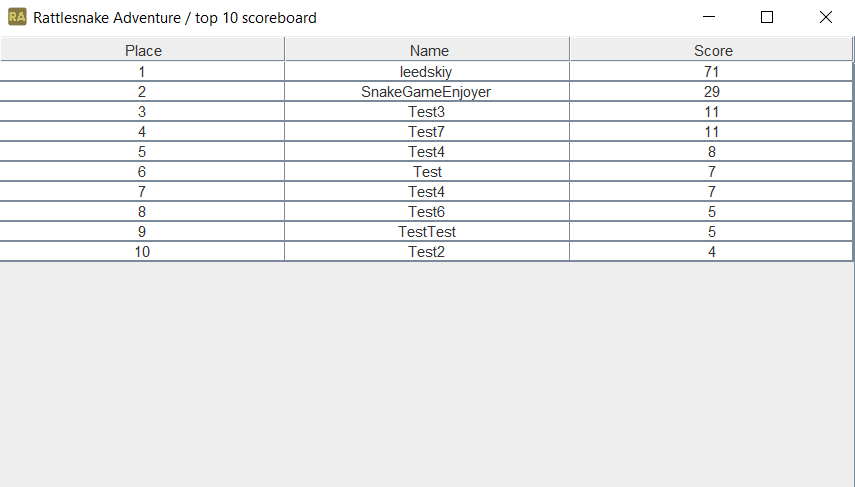 RA Rattlesnake Adventure / top 10 scoreboard
Place Name Score
1 leedskiy 71
2 SnakeGameEnjoyer 29
3 Test3 11
4 Test7 11
5 Test4 8
6 Test 7
7 Test4 7
8 Test6 5
9 TestTest 5
10 Test2 4